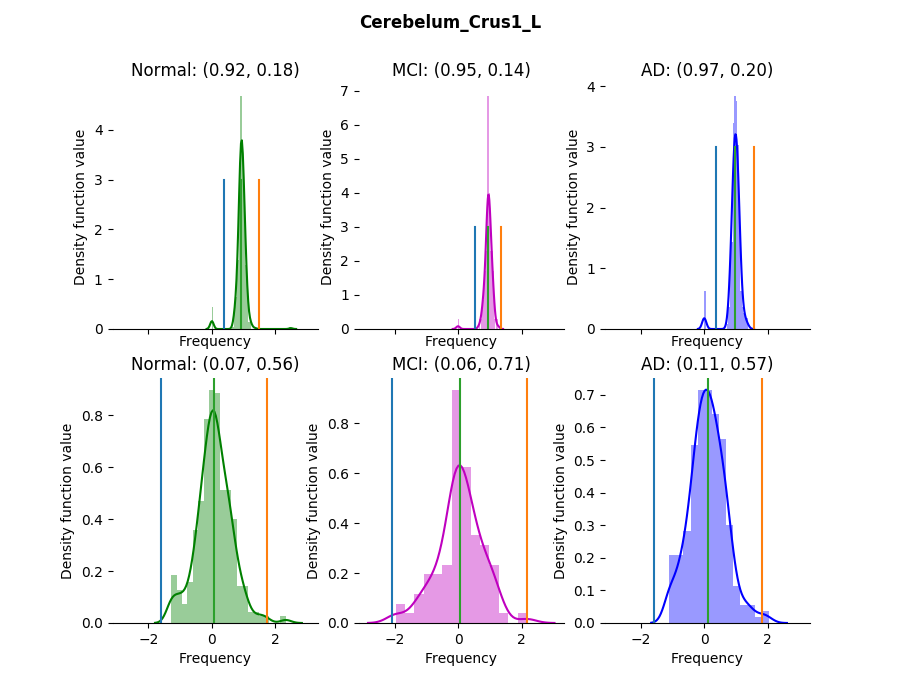 Cerebelum_Crus1_L
Normal: (0.92, 0.18)
MCI: (0.95, 0.14)
AD: (0.97, 0.20)
Density function value
0
1
2
3
4
Frequency
Density function value
0
1
2
3
4
5
6
7
Frequency
Density function value
0
1
2
3
4
Frequency
Normal: (0.07, 0.56)
MCI: (0.06, 0.71)
AD: (0.11, 0.57)
Density function value
0.0
0.2
0.4
0.6
0.8
−2 0 2
Frequency
Density function value
0.0
0.2
0.4
0.6
0.8
−2 0 2
Frequency
Density function value
0.0
0.1
0.2
0.3
0.4
0.5
0.6
0.7
−2 0 2
Frequency